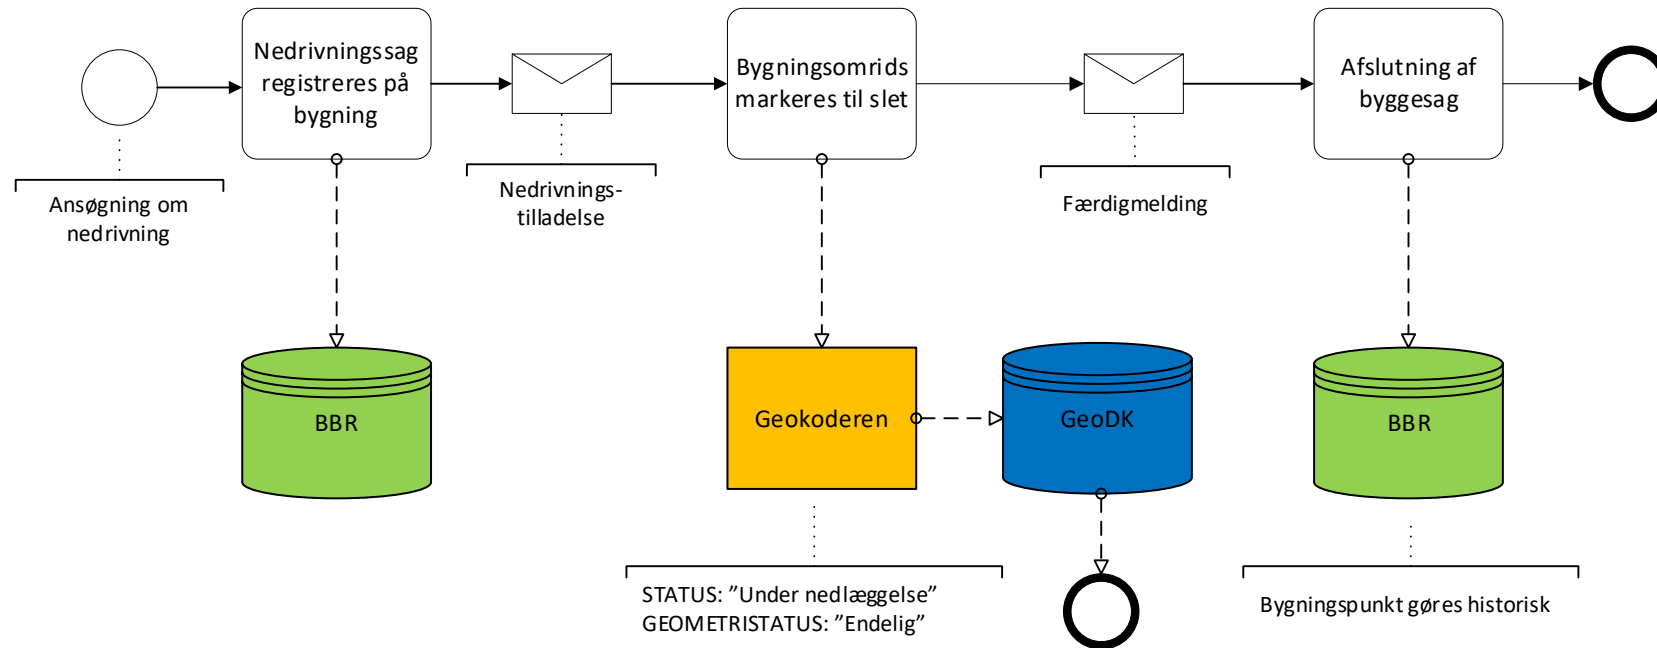 Nedrivningssag
registreres på
bygning
Bygningsomrids
markeres til slet
Afslutning af
byggesag
Ansøgning om
nedrivning
Nedrivnings-
tilladelse
Færdigmelding
BBR
Geokoderen
GeoDK
BBR
STATUS: ”Under nedlæggelse”
GEOMETRISTATUS: ”Endelig”
Bygningspunkt gøres historisk